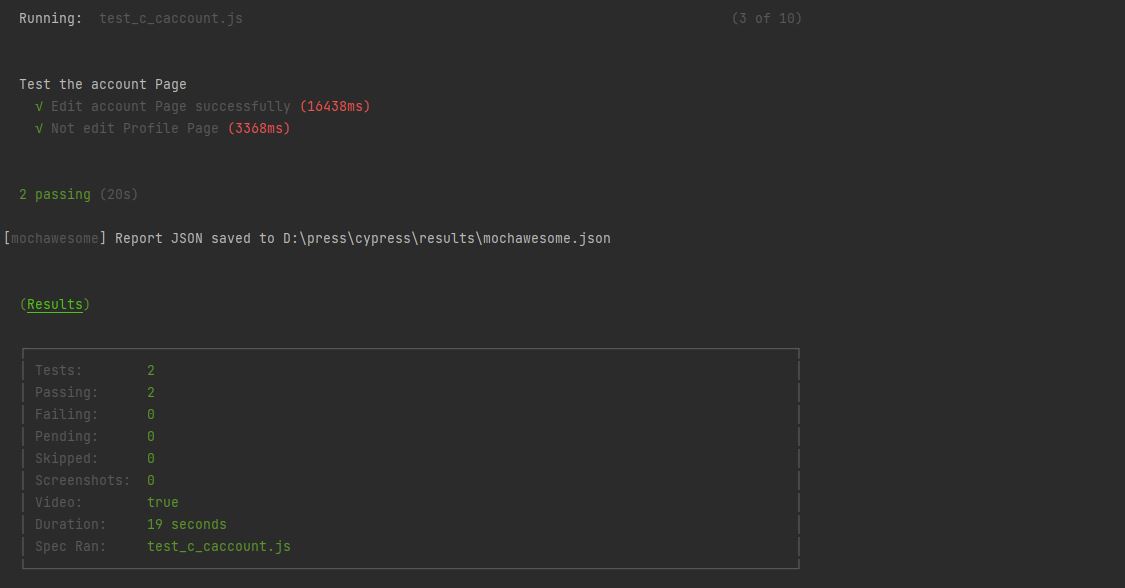 Running:  test_c_caccount.js (3 of 10)
Test the account Page
√ Edit account Page successfully (16438ms)
√ Not edit Profile Page (3368ms)
2 passing (20s)
[mochawesome] Report JSON saved to D:\press\cypress\results\mochawesome.json
(Results)
Tests: 2
Passing: 2
Failing: 0
Pending: 0
Skipped: 0
Screenshots: 0
Video: true
Duration: 19 seconds
Spec Ran: test_c_caccount.js